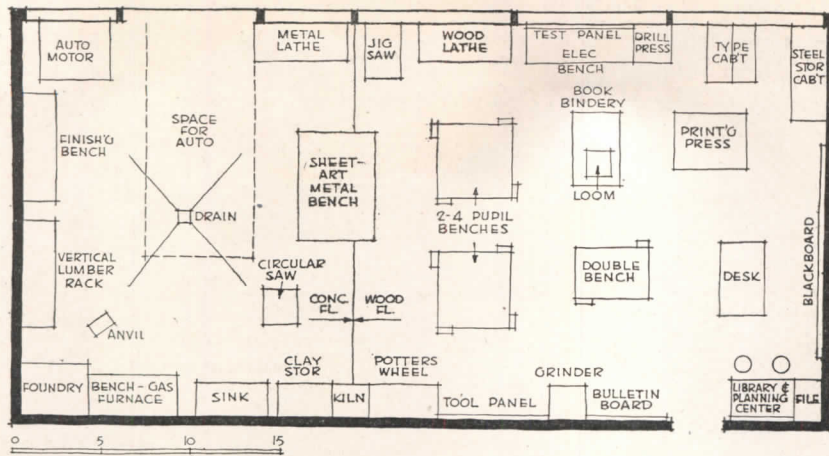 AUTO
MOTOR
METAL
LATHE
JIG
SAW
WOOD
LATHE
TEST PANEL
ELEC
BENCH
DRILL
PRESS
TYPE
CAB'T
STEEL
STOR
CAB'T
FINISH'G
BENCH
SPACE
FOR
AUTO
BOOK
BINDERY
PRINT'G
PRESS
SHEET-
ART
METAL
BENCH
LOOM
DRAIN
2-4 PUPIL
BENCHES
VERTICAL
LUMBER
RACK
CIRCULAR
SAW
DOUBLE
BENCH
DESK
BLACKBOARD
CONC.
FL.
WOOD
FL.
ANVIL
CLAY
STOR
POTTERS
WHEEL
GRINDER
FOUNDRY
BENCH-GAS
FURNACE
SINK
KILN
TOOL PANEL
BULLETIN
BOARD
LIBRARY &
PLANNING
CENTER
FILE
0 5 10 15